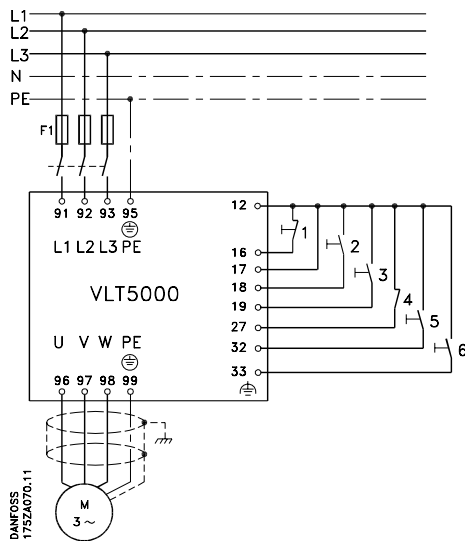 L1
L2
L3
N
PE
F1
91 92 93 95
L1 L2 L3 PE
VLT5000
U V W PE
96 97 98 99
12
16
17
18
19
27
32
33
1
2
3
4
5
6
M
3 ~
DANFOSS
175ZA070.11